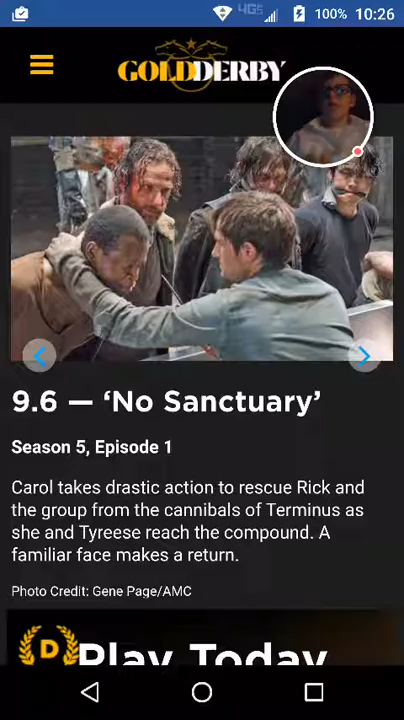 4G
100% 10:26
GOLDDERBY
9.6 — ‘No Sanctuary’
Season 5, Episode 1
Carol takes drastic action to rescue Rick and
the group from the cannibals of Terminus as
she and Tyreese reach the compound. A
familiar face makes a return.
Photo Credit: Gene Page/AMC
D
Play Today